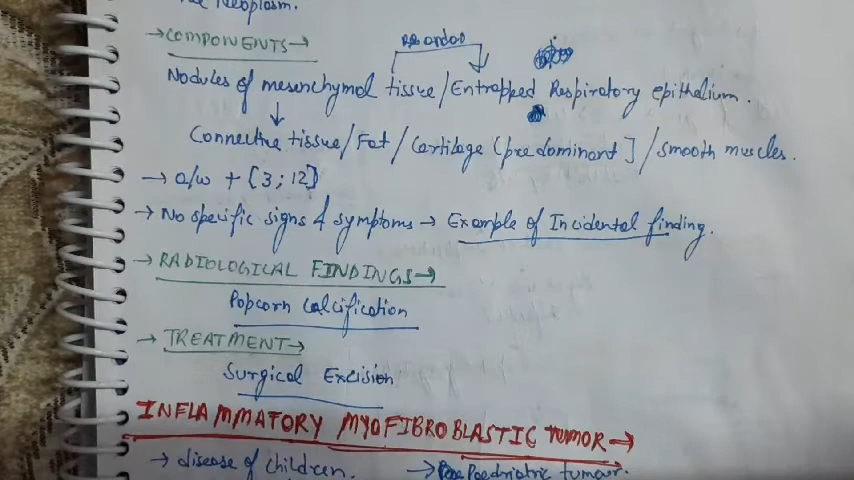 Neoplasm.
→COMPONENTS→
Nodules of mesenchymal tissue/Entrapped Respiratory epithelium.
Connective tissue/Fat/Cartilage (predominant]/smooth muscles.
→ a/w + [3; 12]
→ No specific signs & symptoms → Example of Incidental finding.
→RADIOLOGICAL FINDINGS→
Popcorn Calcification
→TREATMENT→
Surgical Excision
INFLAMMATORY MYOFIBROBLASTIC TUMOR→
→ disease of children. → Paedriatric tumour.